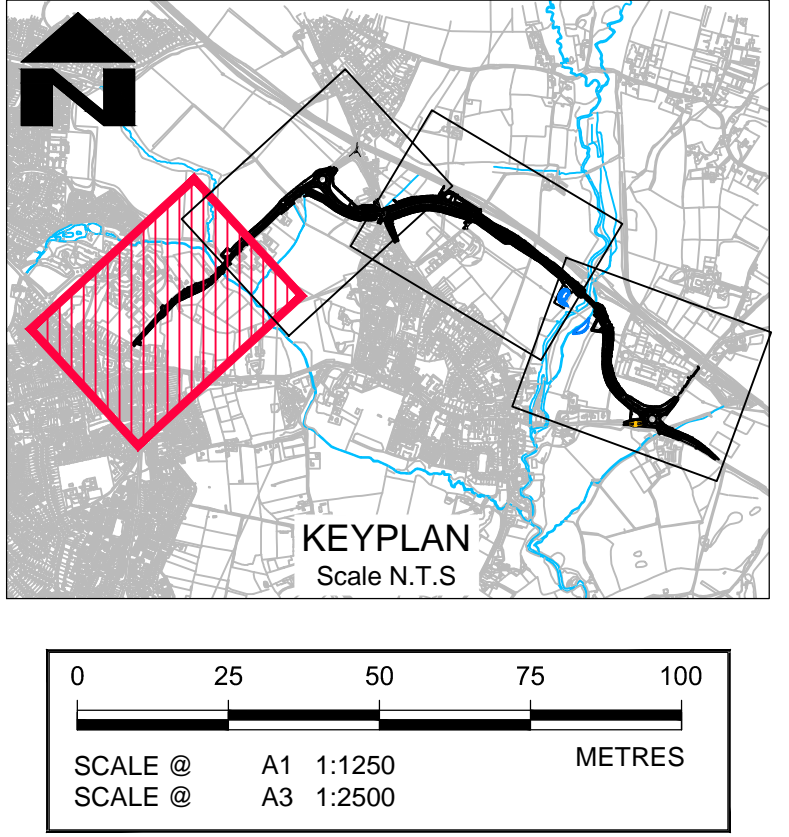 N
KEYPLAN
Scale N.T.S
0 25 50 75 100
METRES
SCALE @ A1 1:1250
SCALE @ A3 1:2500